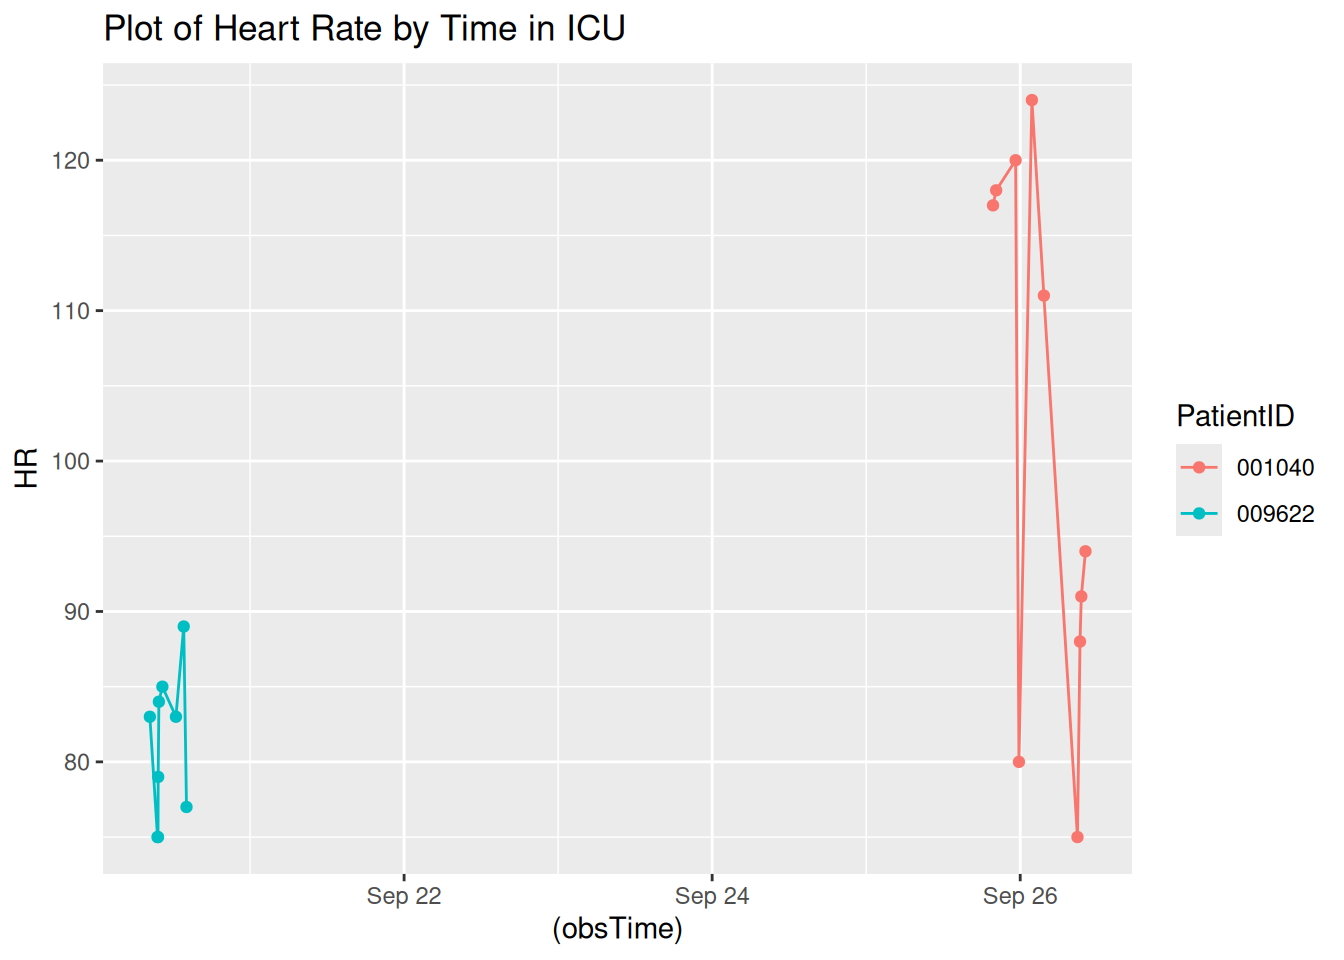 Plot of Heart Rate by Time in ICU
120
110
100
90
80
HR
Sep 22
Sep 24
Sep 26
(obsTime)
PatientID
001040
009622